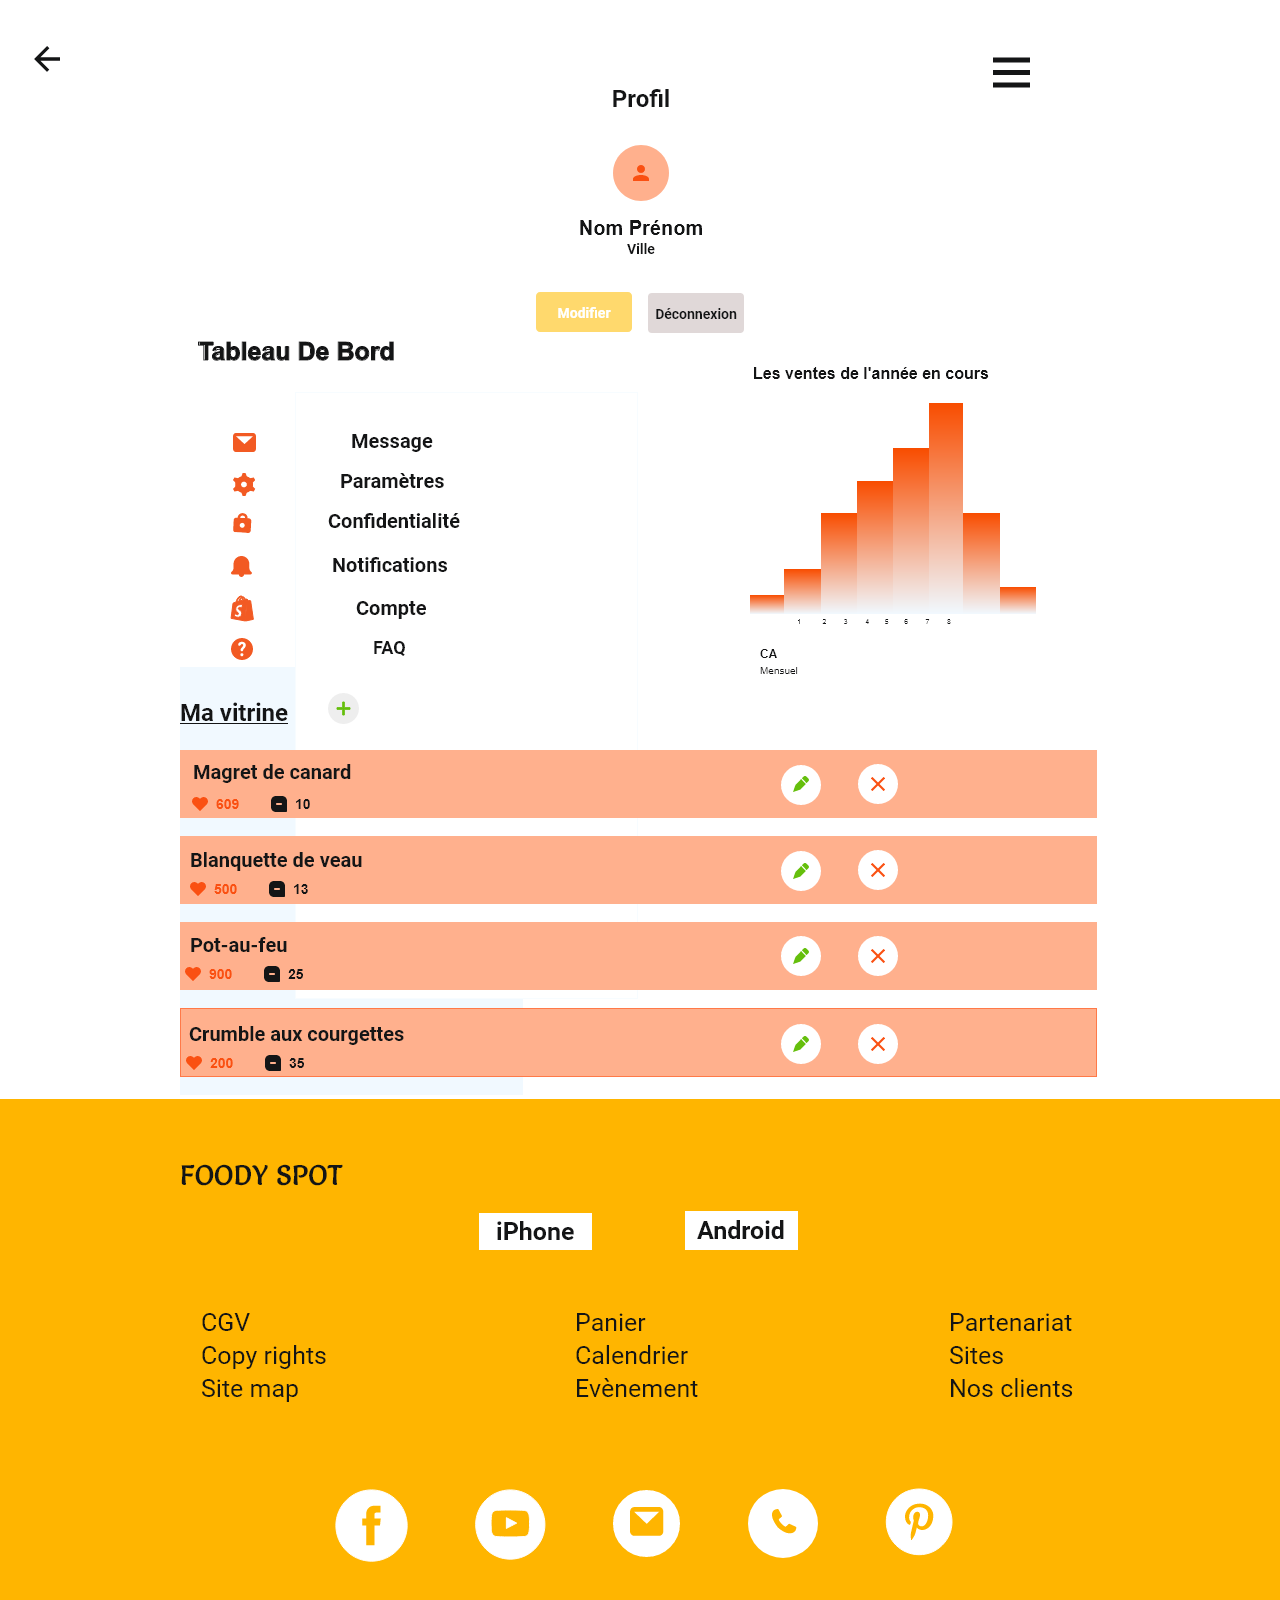 Profil
Nom Prénom
Ville
Modifier
Déconnexion
Tableau De Bord
Message
Paramètres
Confidentialité
Notifications
Compte
FAQ
Les ventes de l'année en cours
1 2 3 4 5 6 7 8
CA
Mensuel
Ma vitrine
Magret de canard
609 10
Blanquette de veau
500 13
Pot-au-feu
900 25
Crumble aux courgettes
200 35
FOODY SPOT
iPhone
Android
CGV
Copy rights
Site map
Panier
Calendrier
Evènement
Partenariat
Sites
Nos clients